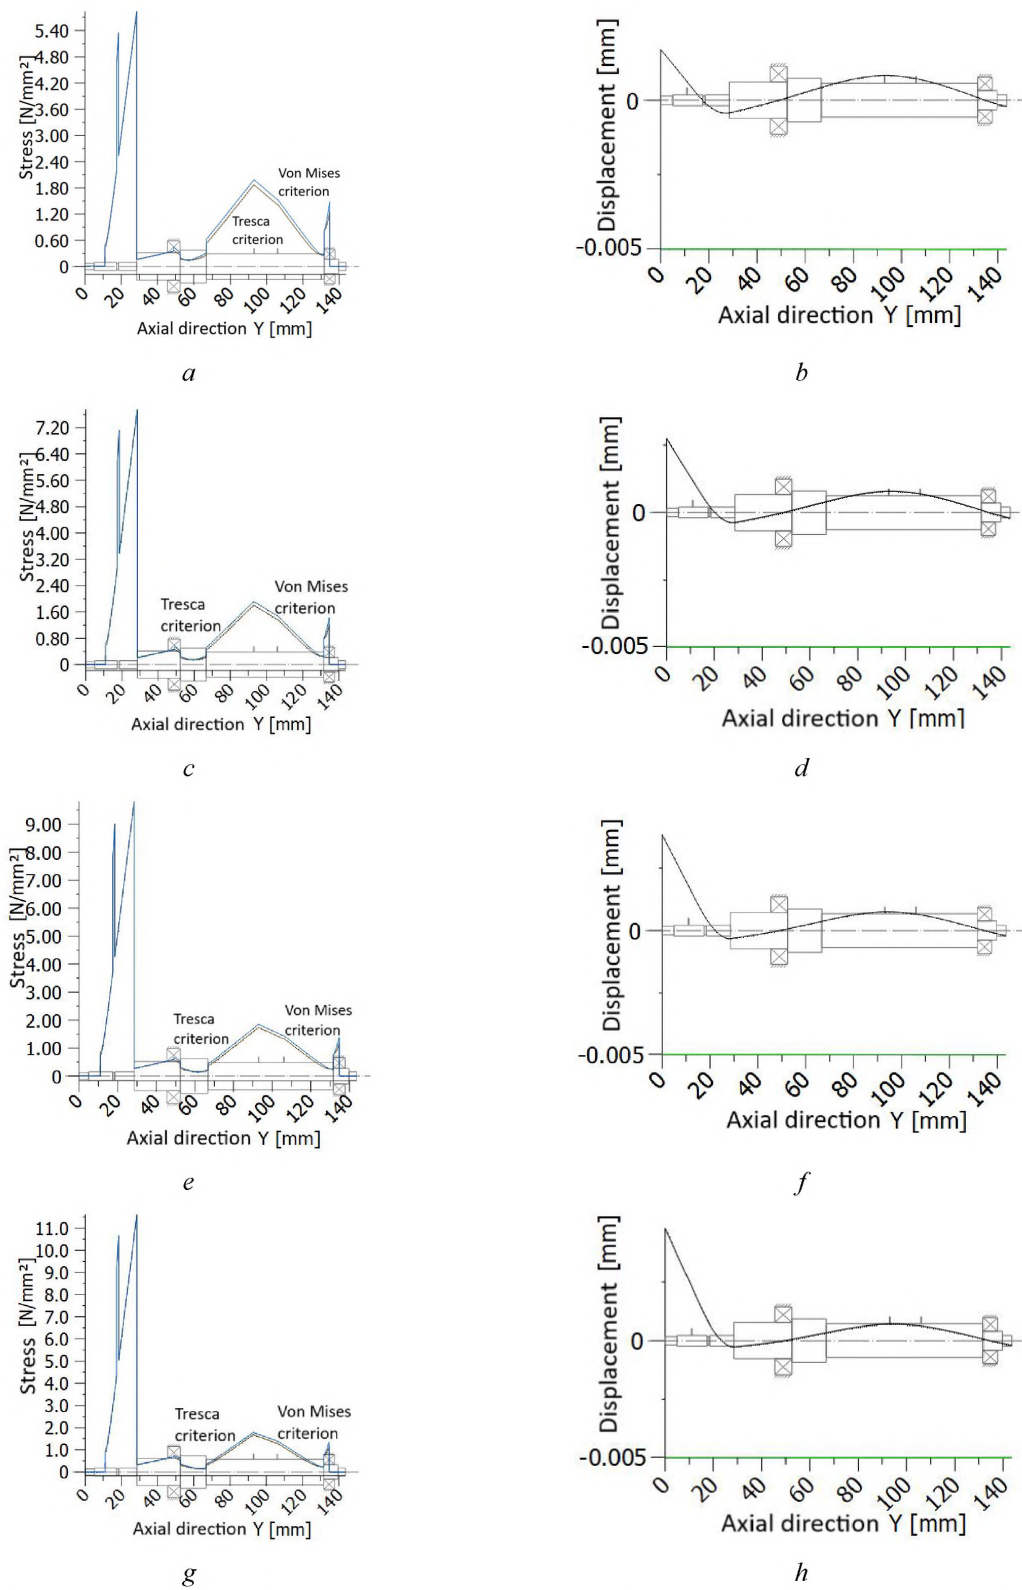 5.40
4.80
4.20
3.60
3.00
2.40
1.80
1.20
0.60
0
Stress [N/mm²]
Von Mises
criterion
Tresca
criterion
0 20 40 60 80 100 120 140
Axial direction Y [mm]
a
Displacement [mm]
0
-0.005
0 20 40 60 80 100 120 140
Axial direction Y [mm]
b
7.20
6.40
5.60
4.80
4.00
3.20
2.40
1.60
0.80
0
Stress [N/mm²]
Tresca
criterion
Von Mises
criterion
0 20 40 60 80 100 120 140
Axial direction Y [mm]
c
Displacement [mm]
0
-0.005
0 20 40 60 80 100 120 140
Axial direction Y [mm]
d
9.00
8.00
7.00
6.00
5.00
4.00
3.00
2.00
1.00
0
Stress [N/mm²]
Tresca
criterion
Von Mises
criterion
0 20 40 60 80 100 120 140
Axial direction Y [mm]
e
Displacement [mm]
0
-0.005
0 20 40 60 80 100 120 140
Axial direction Y [mm]
f
11.0
10.0
9.0
8.0
7.0
6.0
5.0
4.0
3.0
2.0
1.0
0
Stress [N/mm²]
Tresca
criterion
Von Mises
criterion
0 20 40 60 80 100 120 140
Axial direction Y [mm]
g
Displacement [mm]
0
-0.005
0 20 40 60 80 100 120 140
Axial direction Y [mm]
h